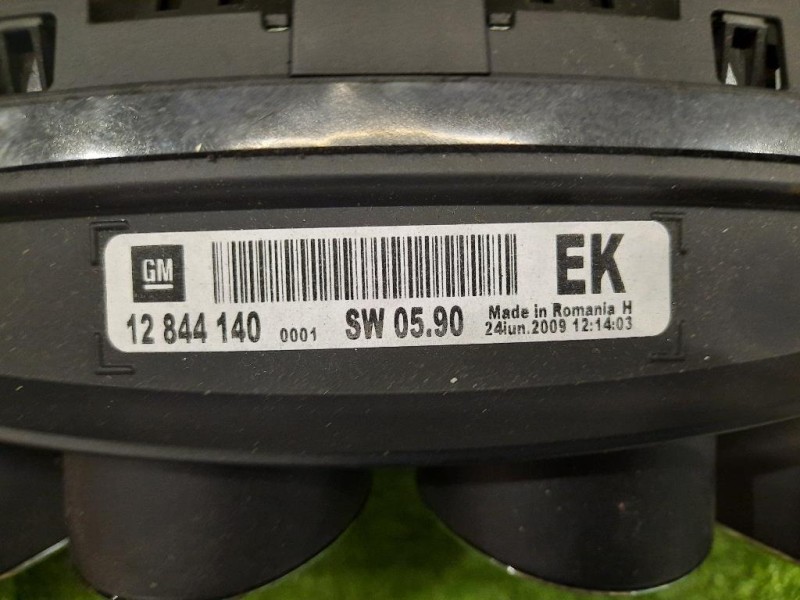 GM
EK
12 844 140 0001 SW 05.90
Made in Romania H
24iun.2009 12:14:03